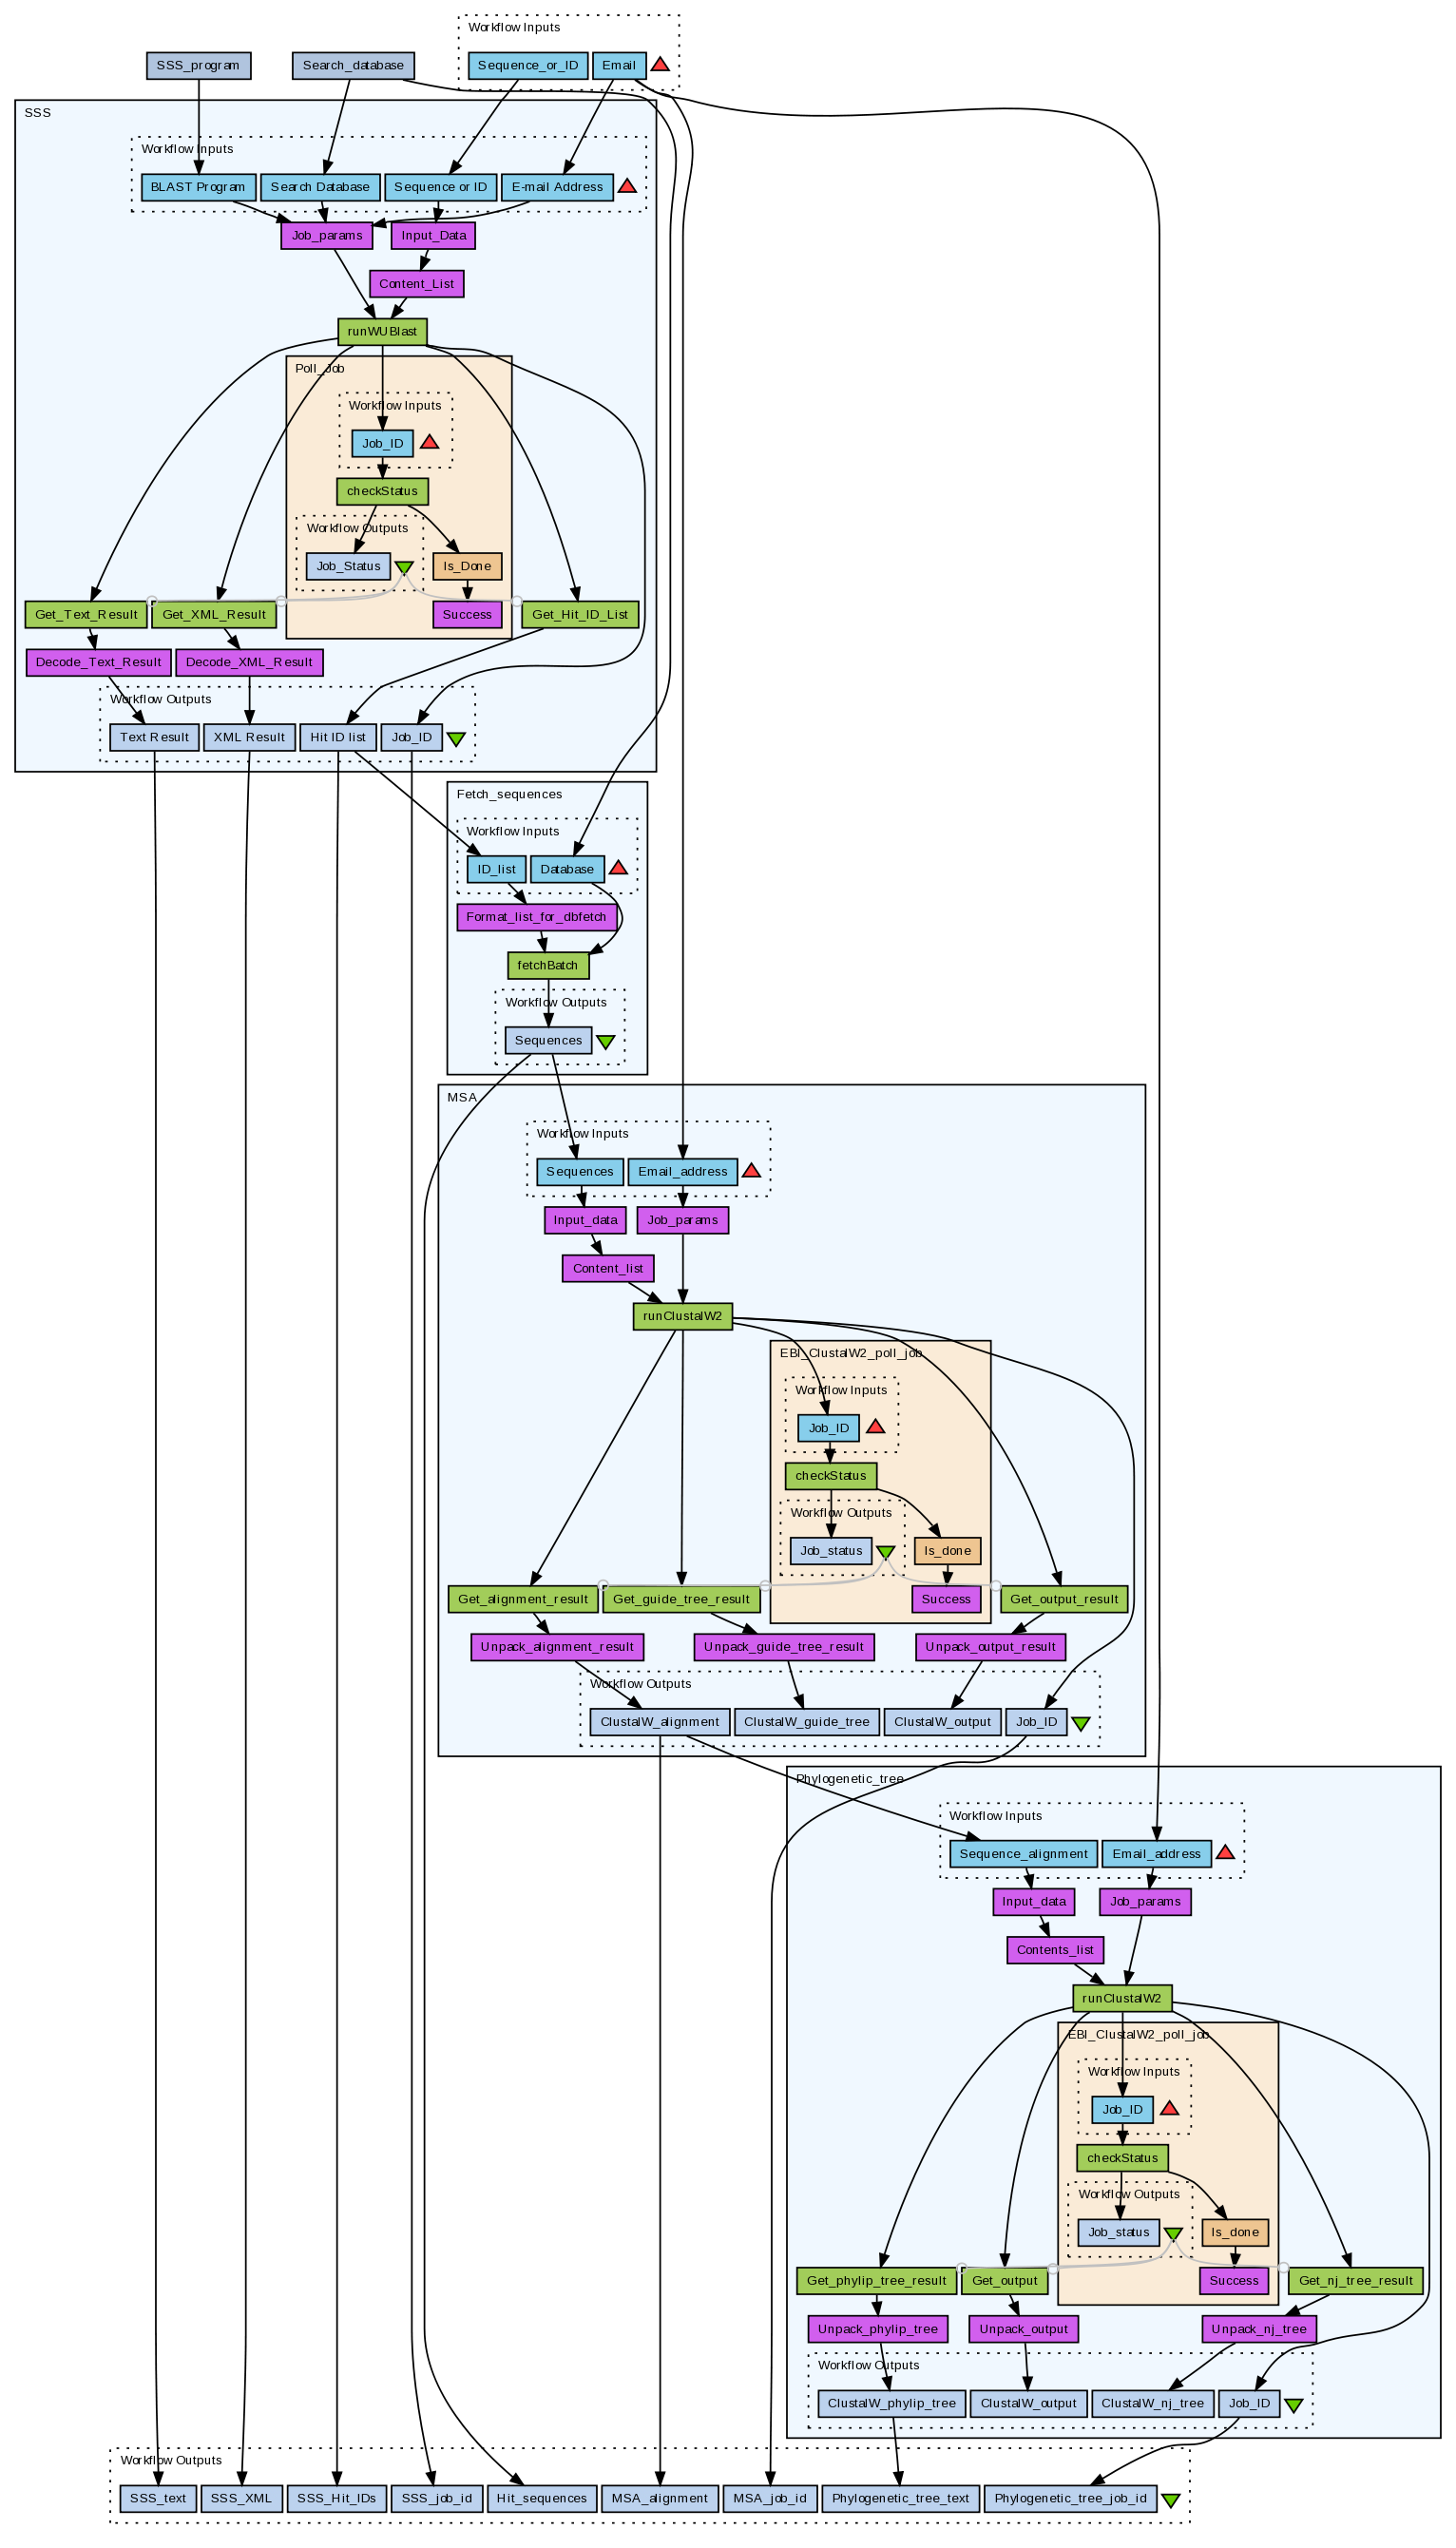 Workflow Inputs
SSS_program
Search_database
Sequence_or_ID
Email
SSS
Workflow Inputs
BLAST Program
Search Database
Sequence or ID
E-mail Address
Job_params
Input_Data
Content_List
runWUBlast
Poll_Job
Workflow Inputs
Job_ID
checkStatus
Workflow Outputs
Job_Status
Is_Done
Get_Text_Result
Get_XML_Result
Success
Get_Hit_ID_List
Decode_Text_Result
Decode_XML_Result
Workflow Outputs
Text Result
XML Result
Hit ID list
Job_ID
Fetch_sequences
Workflow Inputs
ID_list
Database
Format_list_for_dbfetch
fetchBatch
Workflow Outputs
Sequences
MSA
Workflow Inputs
Sequences
Email_address
Input_data
Job_params
Content_list
runClustalW2
EBI_ClustalW2_poll_job
Workflow Inputs
Job_ID
checkStatus
Workflow Outputs
Job_status
Is_done
Get_alignment_result
Get_guide_tree_result
Success
Get_output_result
Unpack_alignment_result
Unpack_guide_tree_result
Unpack_output_result
Workflow Outputs
ClustalW_alignment
ClustalW_guide_tree
ClustalW_output
Job_ID
Phylogenetic_tree
Workflow Inputs
Sequence_alignment
Email_address
Input_data
Job_params
Contents_list
runClustalW2
EBI_ClustalW2_poll_job
Workflow Inputs
Job_ID
checkStatus
Workflow Outputs
Job_status
Is_done
Get_phylip_tree_result
Get_output
Success
Get_nj_tree_result
Unpack_phylip_tree
Unpack_output
Unpack_nj_tree
Workflow Outputs
ClustalW_phylip_tree
ClustalW_output
ClustalW_nj_tree
Job_ID
Workflow Outputs
SSS_text
SSS_XML
SSS_Hit_IDs
SSS_job_id
Hit_sequences
MSA_alignment
MSA_job_id
Phylogenetic_tree_text
Phylogenetic_tree_job_id